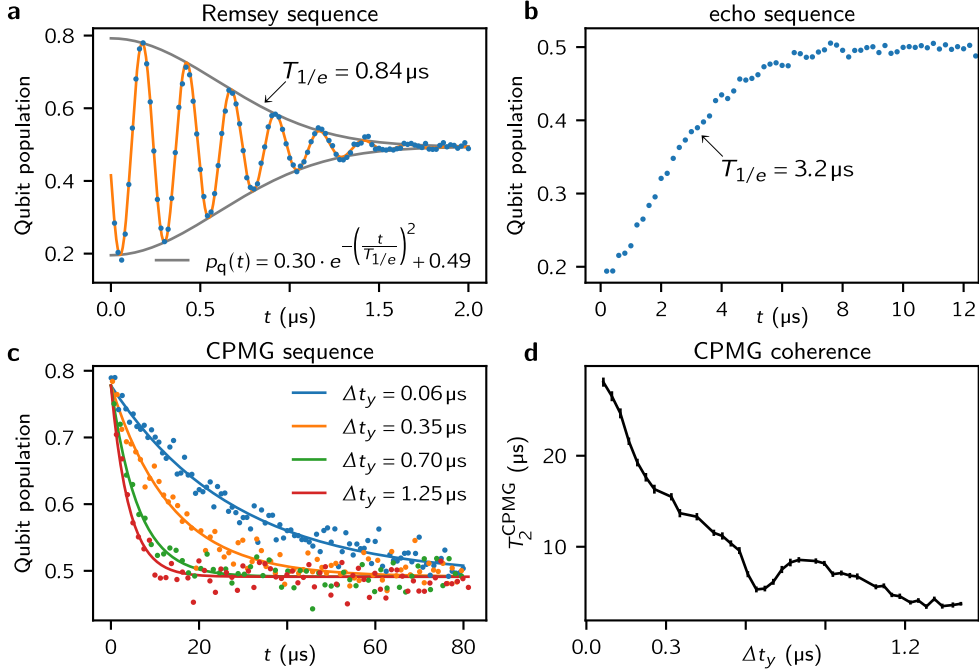 a
Remsey sequence
0.8
0.6
0.4
0.2
Qubit population
T1/e = 0.84 μs
pq(t) = 0.30 · e^−(t/T1/e)^2 + 0.49
0.0
0.5
1.0
1.5
2.0
t (μs)
b
echo sequence
0.5
0.4
0.3
0.2
Qubit population
T1/e = 3.2 μs
0
2
4
6
8
10
12
t (μs)
c
CPMG sequence
0.8
0.7
0.6
0.5
Qubit population
Δty = 0.06 μs
Δty = 0.35 μs
Δty = 0.70 μs
Δty = 1.25 μs
0
20
40
60
80
t (μs)
d
CPMG coherence
20
10
T2^CPMG (μs)
0.0
0.3
0.6
1.2
Δty (μs)